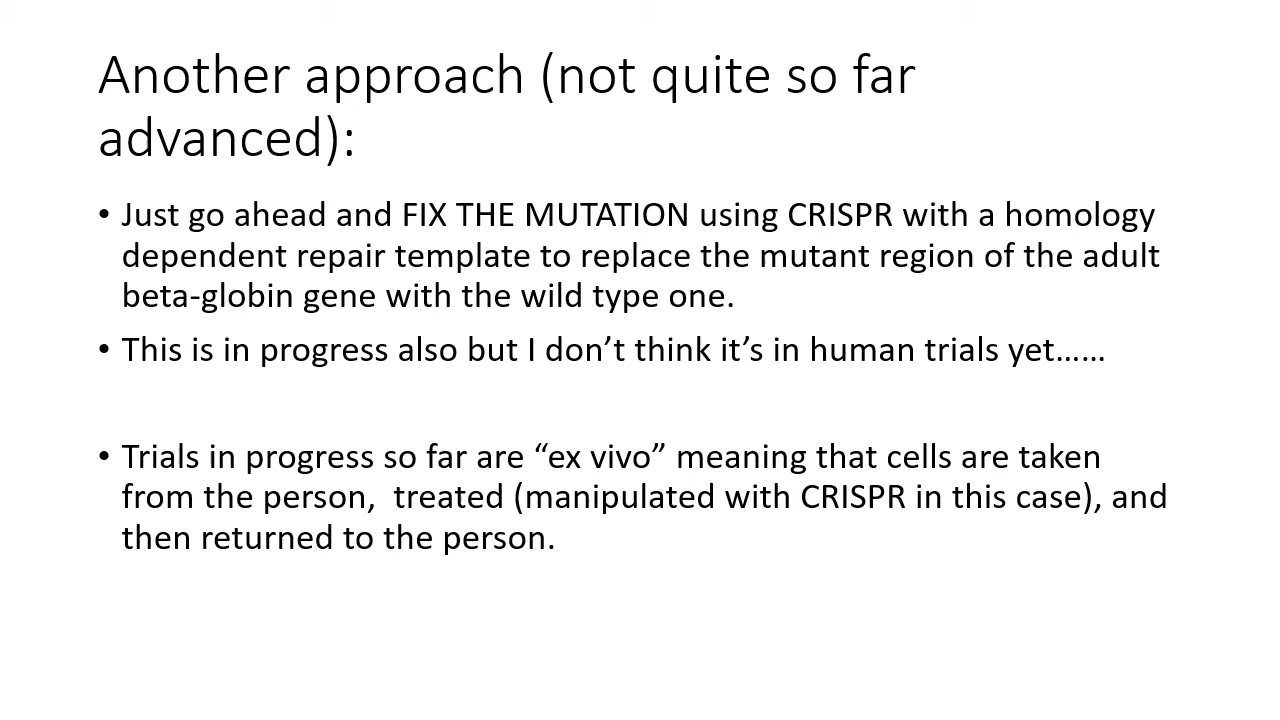 Another approach (not quite so far
advanced):
• Just go ahead and FIX THE MUTATION using CRISPR with a homology
dependent repair template to replace the mutant region of the adult
beta-globin gene with the wild type one.
• This is in progress also but I don’t think it’s in human trials yet……
• Trials in progress so far are “ex vivo” meaning that cells are taken
from the person,  treated (manipulated with CRISPR in this case), and
then returned to the person.